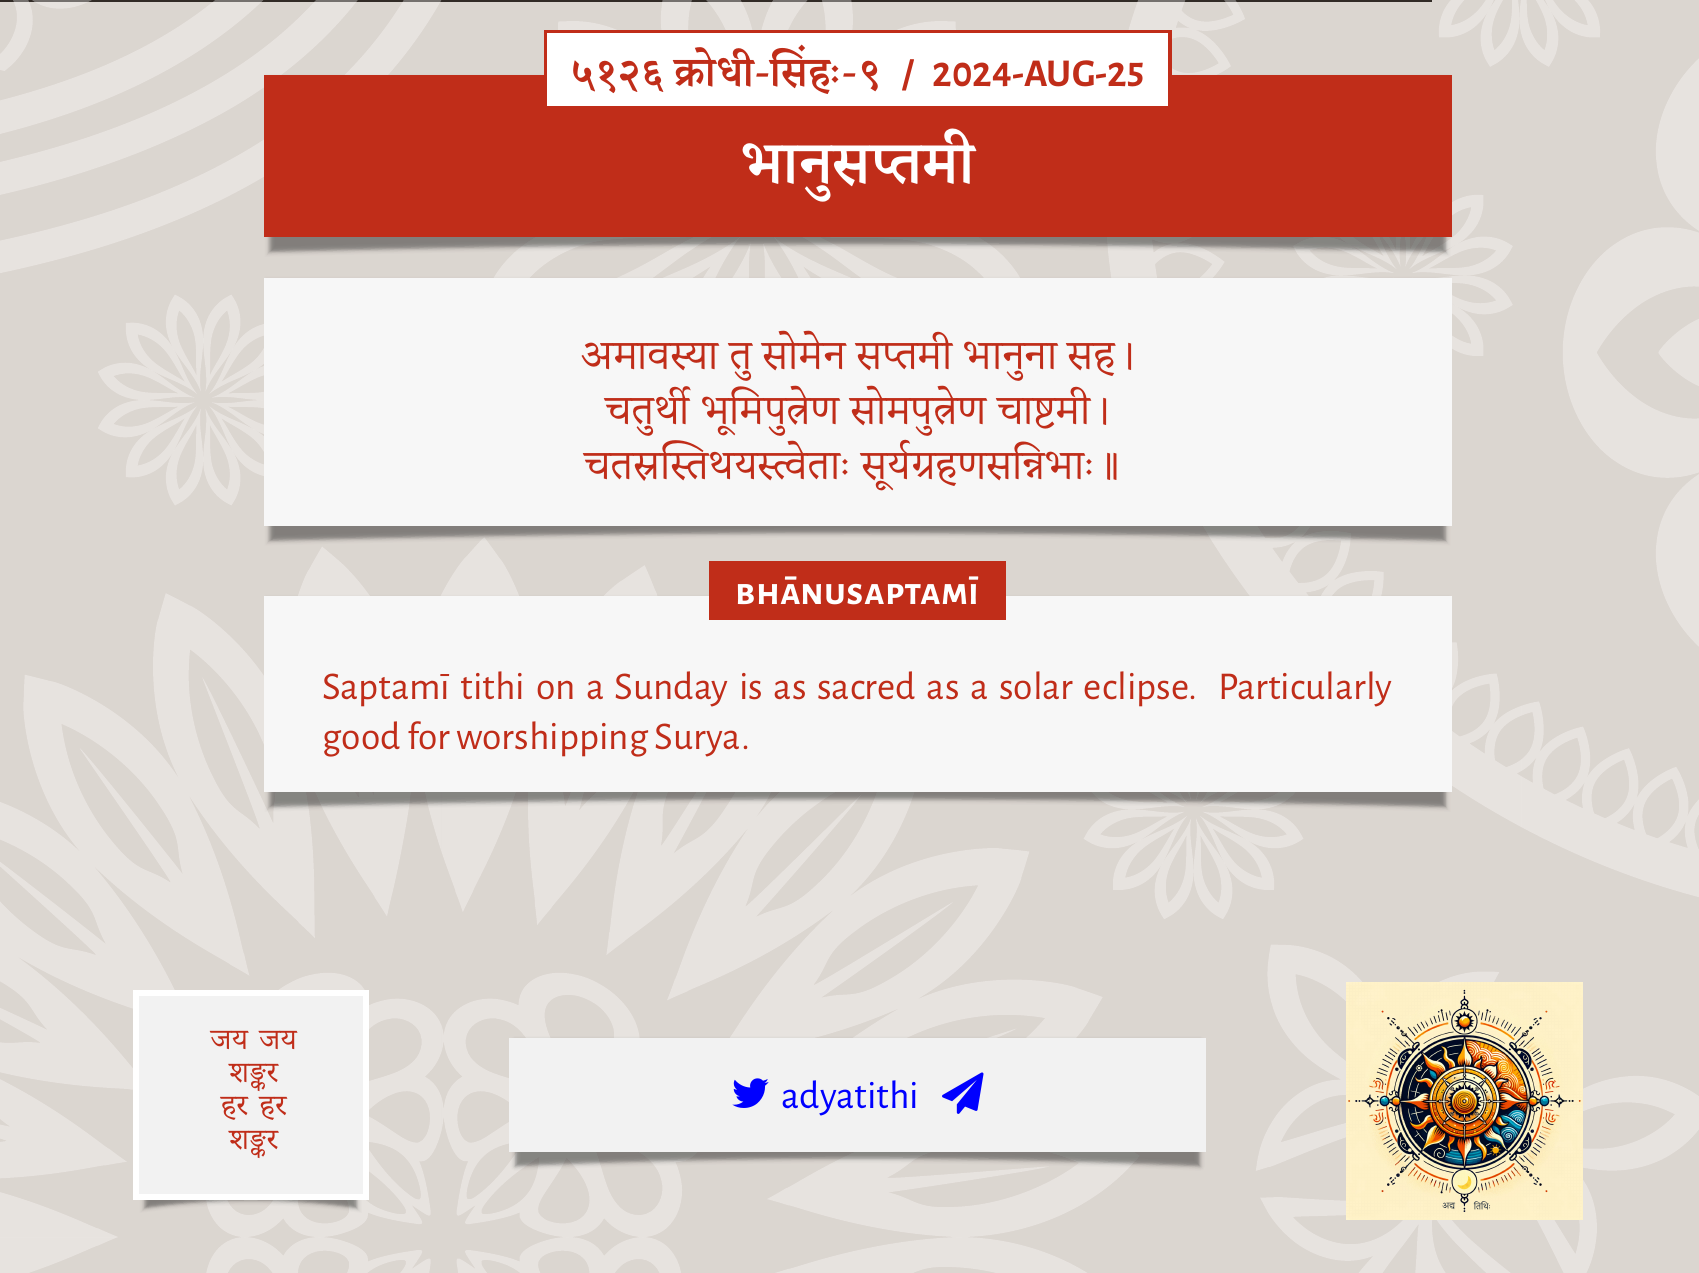 ५१२६ क्रोधी-सिंहः-९ / 2024-AUG-25
भानुसप्तमी
अमावस्या तु सोमेन सप्तमी भानुना सह।
चतुर्थी भूमिपुत्रेण सोमपुत्रेण चाष्टमी।
चतस्रस्तिथयस्त्वेताः सूर्यग्रहणसन्निभाः॥
BHĀNUSAPTAMĪ
Saptamī tithi on a Sunday is as sacred as a solar eclipse. Particularly
good for worshipping Surya.
जय जय
शङ्कर
हर हर
शङ्कर
adyatithi
अद्य तिथिः